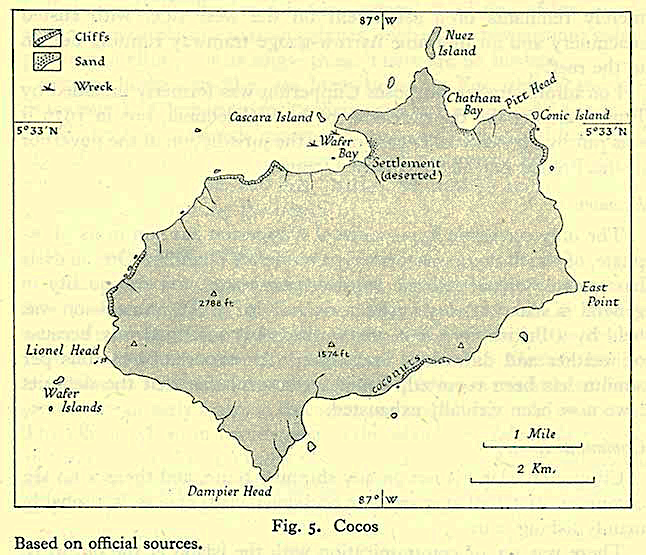 87° W
Cliffs
Sand
Wreck
Nuez
Island
Chatham
Bay
Pitt Head
Conic Island
Cascara Island
5°33'N
5°33'N
Wafer
Bay
Settlement
(deserted)
2788 ft
East
Point
Lionel Head
1574 ft
coconuts
Wafer
Islands
1 Mile
2 Km.
Dampier Head
87° W
Fig. 5. Cocos
Based on official sources.